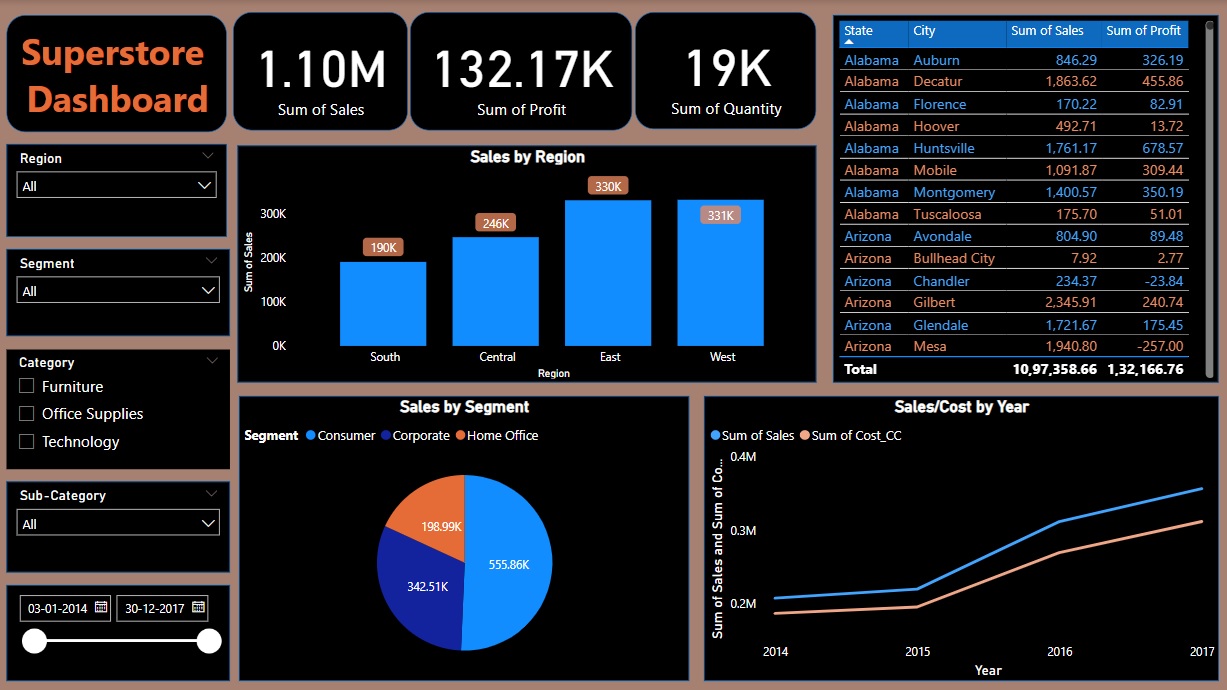 Superstore
Dashboard
1.10M
Sum of Sales
132.17K
Sum of Profit
19K
Sum of Quantity
Region
All
Segment
All
Category
Furniture
Office Supplies
Technology
Sub-Category
All
03-01-2014 30-12-2017
Sales by Region
Sum of Sales
300K
200K
100K
0K
190K
246K
330K
331K
South Central East West
Region
State City Sum of Sales Sum of Profit
Alabama Auburn 846.29 326.19
Alabama Decatur 1,863.62 455.86
Alabama Florence 170.22 82.91
Alabama Hoover 492.71 13.72
Alabama Huntsville 1,761.17 678.57
Alabama Mobile 1,091.87 309.44
Alabama Montgomery 1,400.57 350.19
Alabama Tuscaloosa 175.70 51.01
Arizona Avondale 804.90 89.48
Arizona Bullhead City 7.92 2.77
Arizona Chandler 234.37 -23.84
Arizona Gilbert 2,345.91 240.74
Arizona Glendale 1,721.67 175.45
Arizona Mesa 1,940.80 -257.00
Total 10,97,358.66 1,32,166.76
Sales by Segment
Segment Consumer Corporate Home Office
198.99K
555.86K
342.51K
Sales/Cost by Year
Sum of Sales Sum of Cost_CC
Sum of Sales and Sum of Co...
0.4M
0.3M
0.2M
2014 2015 2016 2017
Year